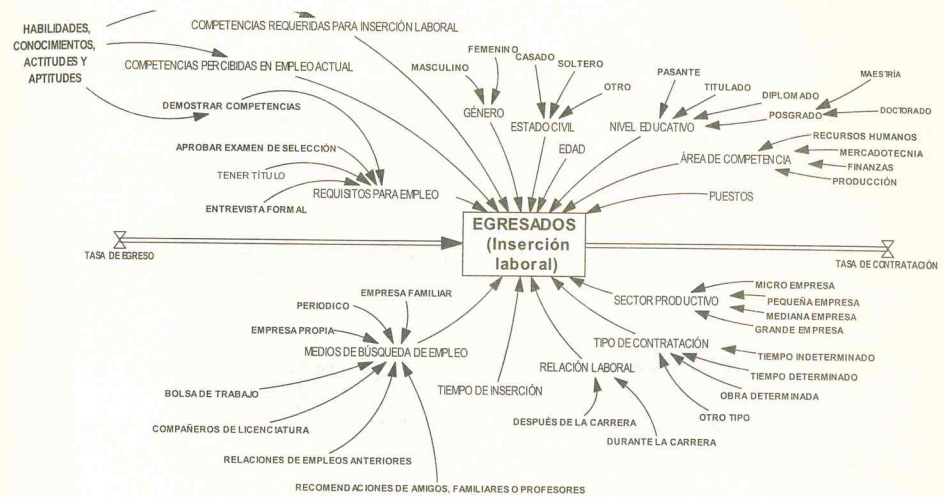 HABILIDADES,
CONOCIMIENTOS,
ACTITUDES Y
APTITUDES
COMPETENCIAS REQUERIDAS PARA INSERCIÓN LABORAL
COMPETENCIAS PERCIBIDAS EN EMPLEO ACTUAL
DEMOSTRAR COMPETENCIAS
APROBAR EXAMEN DE SELECCIÓN
TENER TÍTULO
ENTREVISTA FORMAL
REQUISITOS PARA EMPLEO
MASCULINO
FEMENINO
GÉNERO
CASADO
SOLTERO
OTRO
ESTADO CIVIL
EDAD
PASANTE
TITULADO
DIPLOMADO
POSGRADO
MAESTRÍA
DOCTORADO
NIVEL EDUCATIVO
ÁREA DE COMPETENCIA
RECURSOS HUMANOS
MERCADOTECNIA
FINANZAS
PRODUCCIÓN
PUESTOS
EGRESADOS
(Inserción
laboral)
TASA DE EGRESO
TASA DE CONTRATACIÓN
SECTOR PRODUCTIVO
MICRO EMPRESA
PEQUEÑA EMPRESA
MEDIANA EMPRESA
GRANDE EMPRESA
TIPO DE CONTRATACIÓN
TIEMPO INDETERMINADO
TIEMPO DETERMINADO
OBRA DETERMINADA
OTRO TIPO
RELACIÓN LABORAL
DESPUÉS DE LA CARRERA
DURANTE LA CARRERA
TIEMPO DE INSERCIÓN
EMPRESA FAMILIAR
PERIODICO
EMPRESA PROPIA
MEDIOS DE BÚSQUEDA DE EMPLEO
BOLSA DE TRABAJO
COMPAÑEROS DE LICENCIATURA
RELACIONES DE EMPLEOS ANTERIORES
RECOMENDACIONES DE AMIGOS, FAMILIARES O PROFESORES